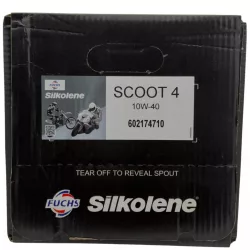 Silkolene
SCOOT 4
10W-40
602174710
TEAR OFF TO REVEAL SPOUT
FUCHS
Silkolene